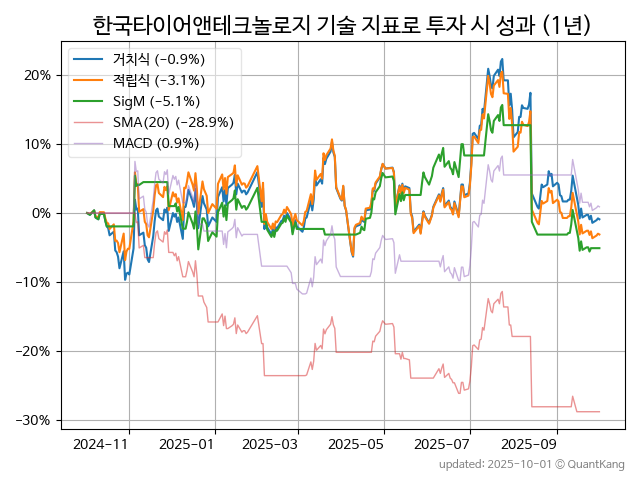 한국타이어앤테크놀로지 기술 지표로 투자 시 성과 (1년)
거치식 (−0.9%)
적립식 (−3.1%)
SigM (−5.1%)
SMA(20) (−28.9%)
MACD (0.9%)
20%
10%
0%
−10%
−20%
−30%
2024-11 2025-01 2025-03 2025-05 2025-07 2025-09
updated: 2025-10-01 © QuantKang